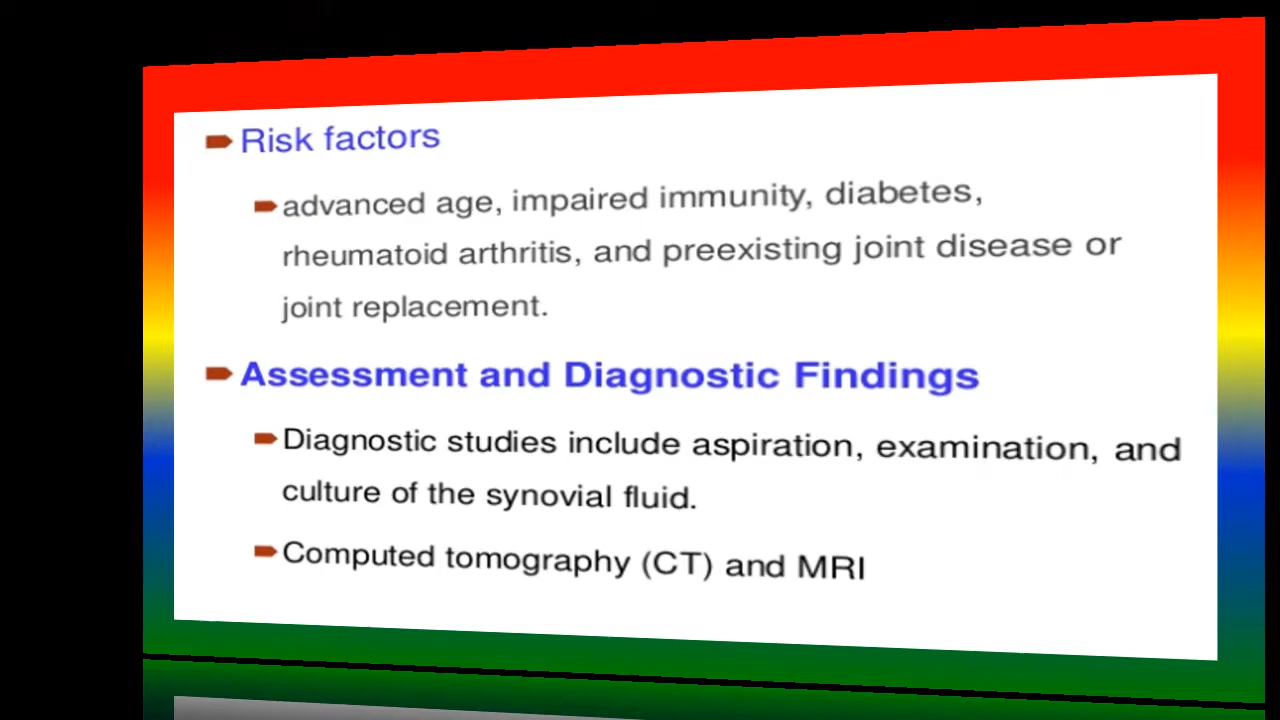 Risk factors
advanced age, impaired immunity, diabetes,
rheumatoid arthritis, and preexisting joint disease or
joint replacement.
Assessment and Diagnostic Findings
Diagnostic studies include aspiration, examination, and
culture of the synovial fluid.
Computed tomography (CT) and MRI